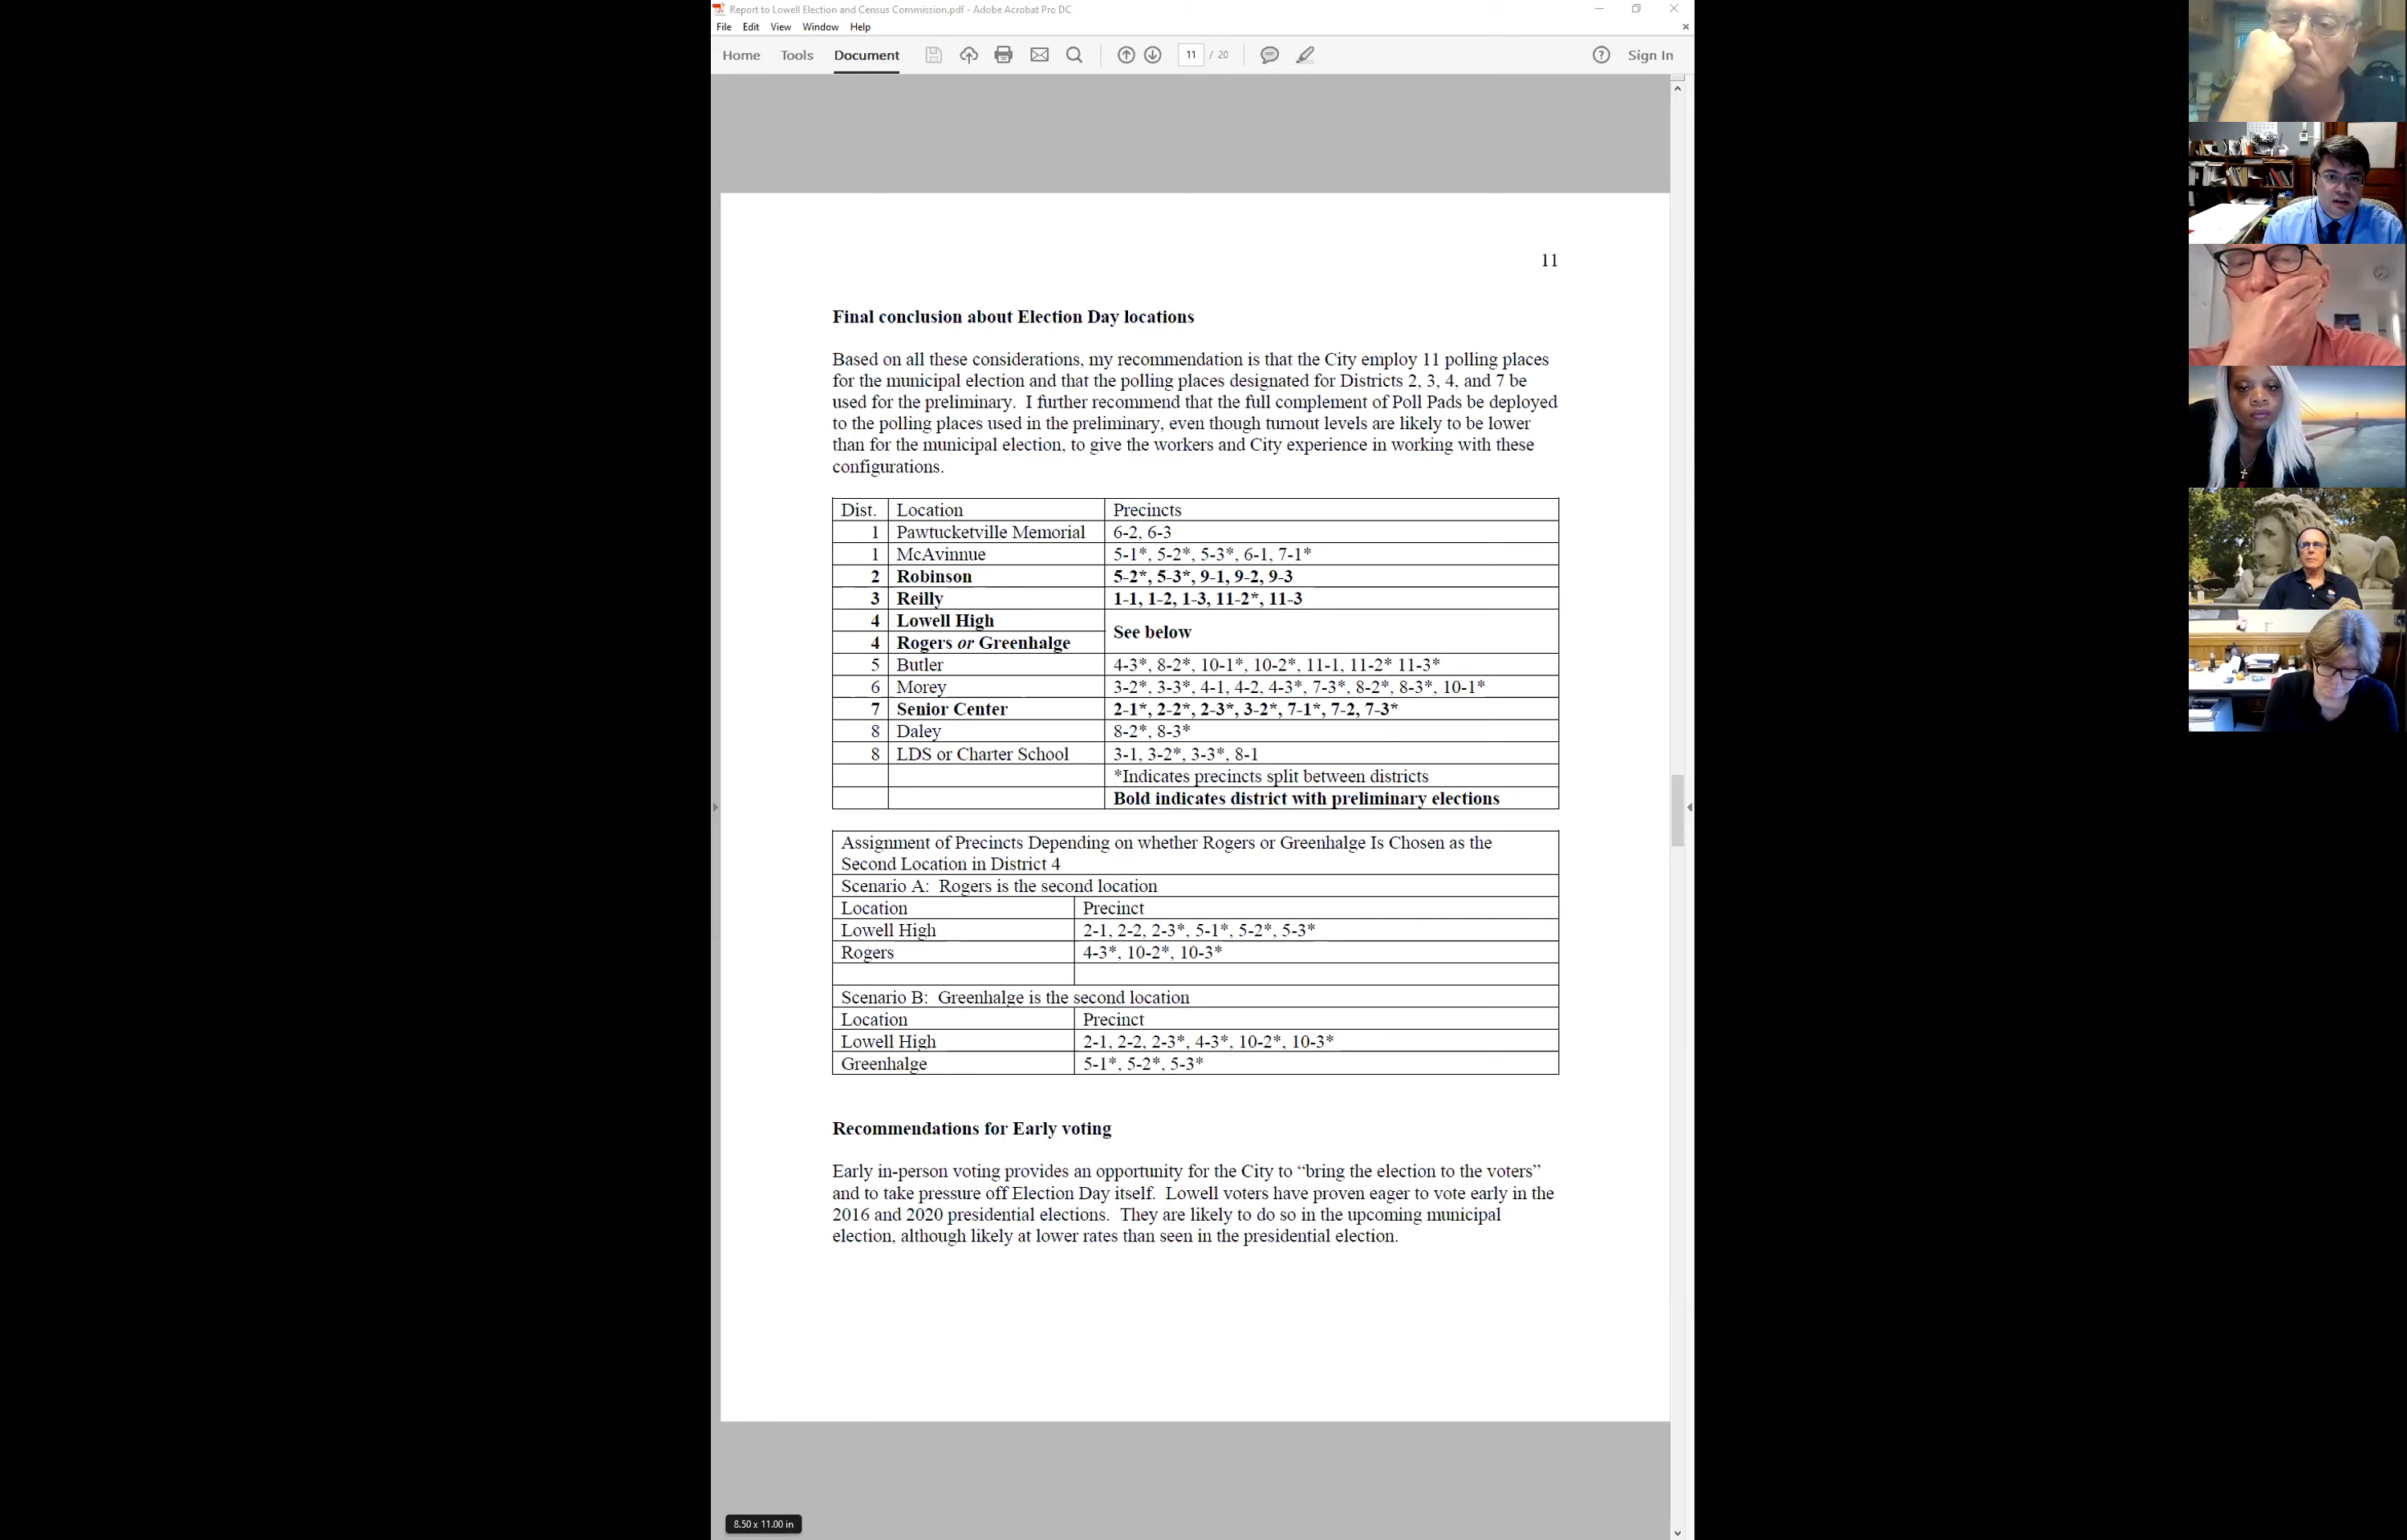 Report to Lowell Election and Census Commission.pdf - Adobe Acrobat Pro DC
File Edit View Window Help
Home Tools Document 11 / 20 Sign In
11
Final conclusion about Election Day locations
Based on all these considerations, my recommendation is that the City employ 11 polling places
for the municipal election and that the polling places designated for Districts 2, 3, 4, and 7 be
used for the preliminary.  I further recommend that the full complement of Poll Pads be deployed
to the polling places used in the preliminary, even though turnout levels are likely to be lower
than for the municipal election, to give the workers and City experience in working with these
configurations.
Dist. Location Precincts
1 Pawtucketville Memorial 6-2, 6-3
1 McAvinnue 5-1*, 5-2*, 5-3*, 6-1, 7-1*
2 Robinson 5-2*, 5-3*, 9-1, 9-2, 9-3
3 Reilly 1-1, 1-2, 1-3, 11-2*, 11-3
4 Lowell High
See below
4 Rogers or Greenhalge
5 Butler 4-3*, 8-2*, 10-1*, 10-2*, 11-1, 11-2* 11-3*
6 Morey 3-2*, 3-3*, 4-1, 4-2, 4-3*, 7-3*, 8-2*, 8-3*, 10-1*
7 Senior Center 2-1*, 2-2*, 2-3*, 3-2*, 7-1*, 7-2, 7-3*
8 Daley 8-2*, 8-3*
8 LDS or Charter School 3-1, 3-2*, 3-3*, 8-1
*Indicates precincts split between districts
Bold indicates district with preliminary elections
Assignment of Precincts Depending on whether Rogers or Greenhalge Is Chosen as the
Second Location in District 4
Scenario A:  Rogers is the second location
Location Precinct
Lowell High 2-1, 2-2, 2-3*, 5-1*, 5-2*, 5-3*
Rogers 4-3*, 10-2*, 10-3*
Scenario B:  Greenhalge is the second location
Location Precinct
Lowell High 2-1, 2-2, 2-3*, 4-3*, 10-2*, 10-3*
Greenhalge 5-1*, 5-2*, 5-3*
Recommendations for Early voting
Early in-person voting provides an opportunity for the City to “bring the election to the voters”
and to take pressure off Election Day itself.  Lowell voters have proven eager to vote early in the
2016 and 2020 presidential elections.  They are likely to do so in the upcoming municipal
election, although likely at lower rates than seen in the presidential election.
8.50 x 11.00 in